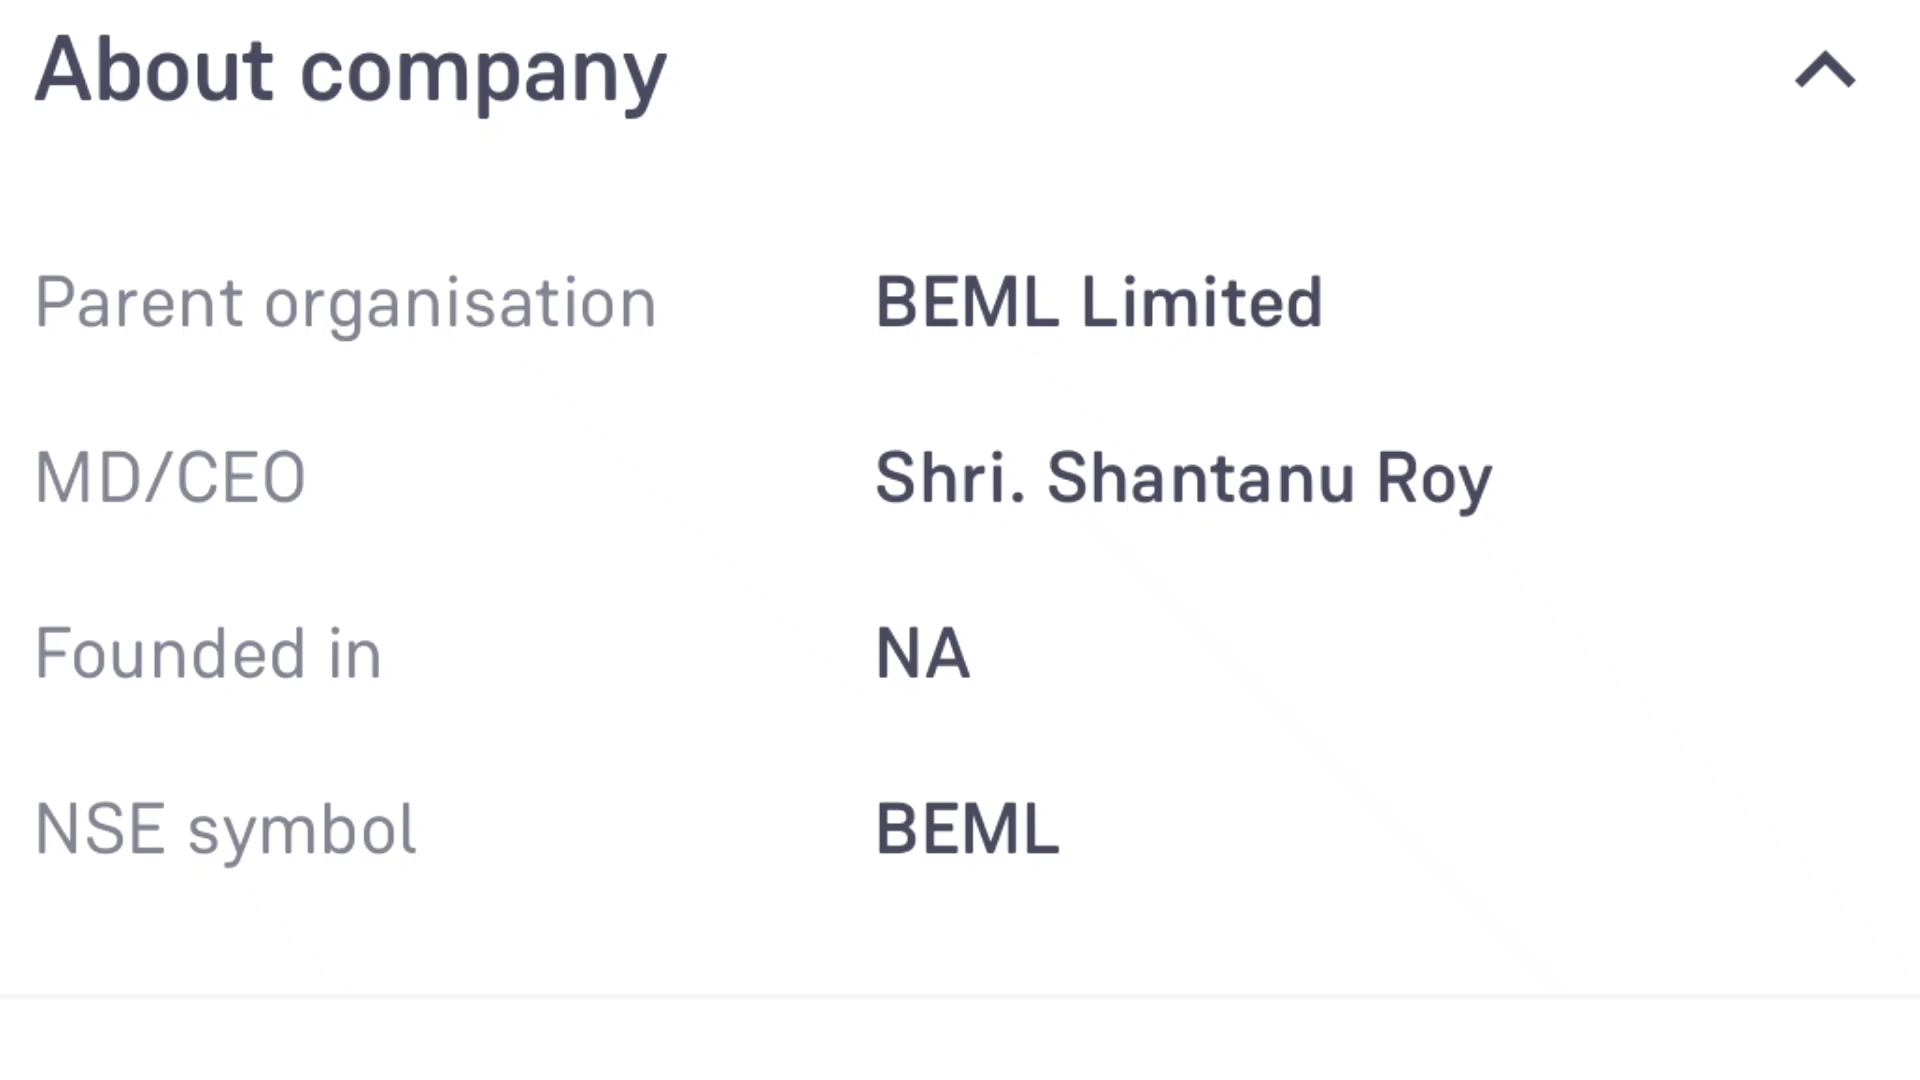 About company
Parent organisation BEML Limited
MD/CEO Shri. Shantanu Roy
Founded in NA
NSE symbol BEML